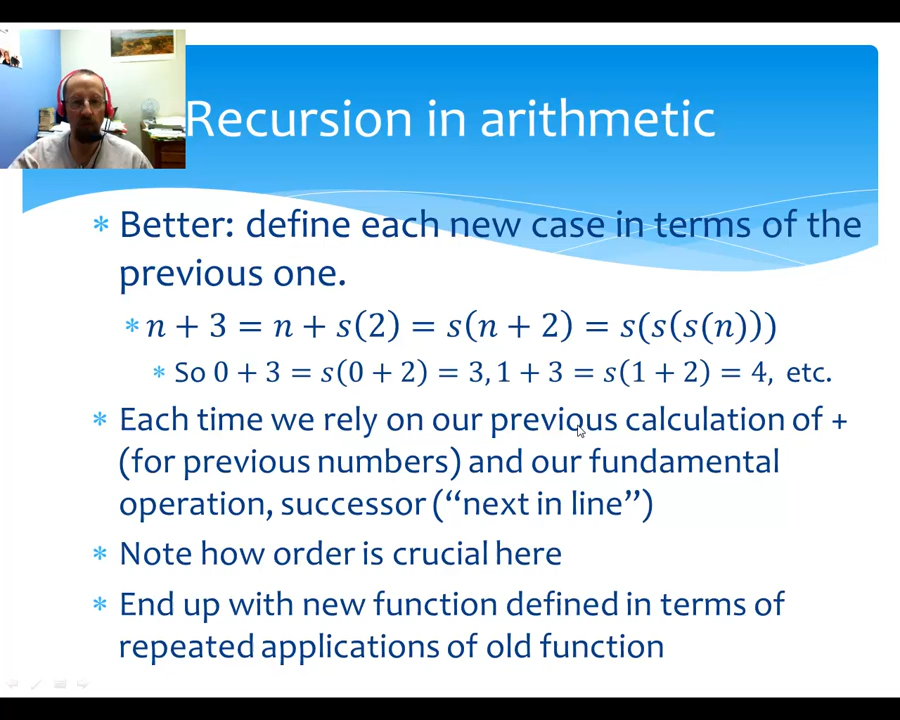 Recursion in arithmetic
* Better: define each new case in terms of the
previous one.
* n + 3 = n + s(2) = s(n + 2) = s(s(s(n)))
* So 0 + 3 = s(0 + 2) = 3, 1 + 3 = s(1 + 2) = 4, etc.
* Each time we rely on our previous calculation of +
(for previous numbers) and our fundamental
operation, successor (“next in line”)
* Note how order is crucial here
* End up with new function defined in terms of
repeated applications of old function